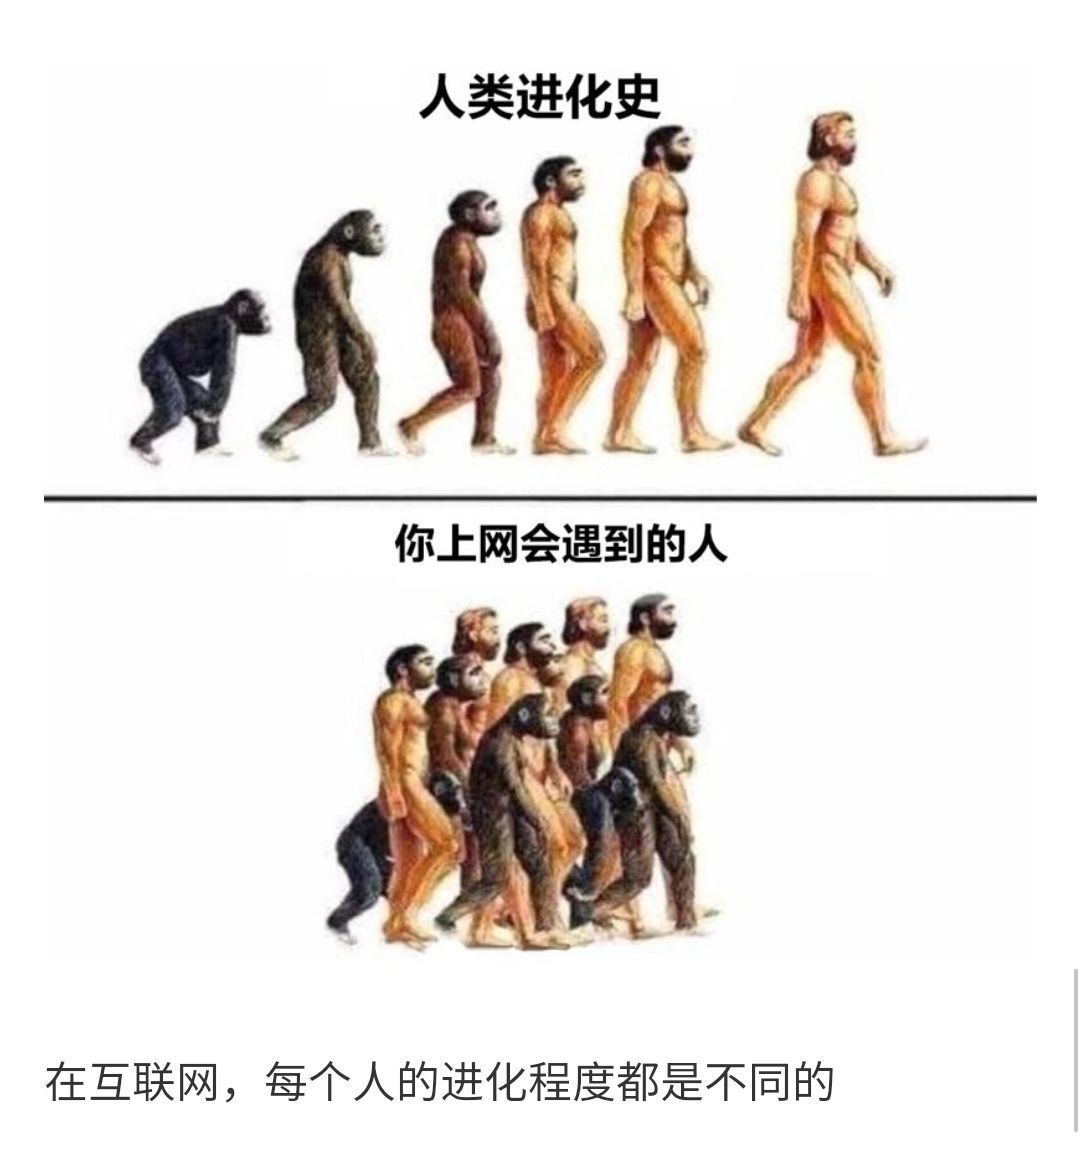 人类进化史
你上网会遇到的人
在互联网，每个人的进化程度都是不同的